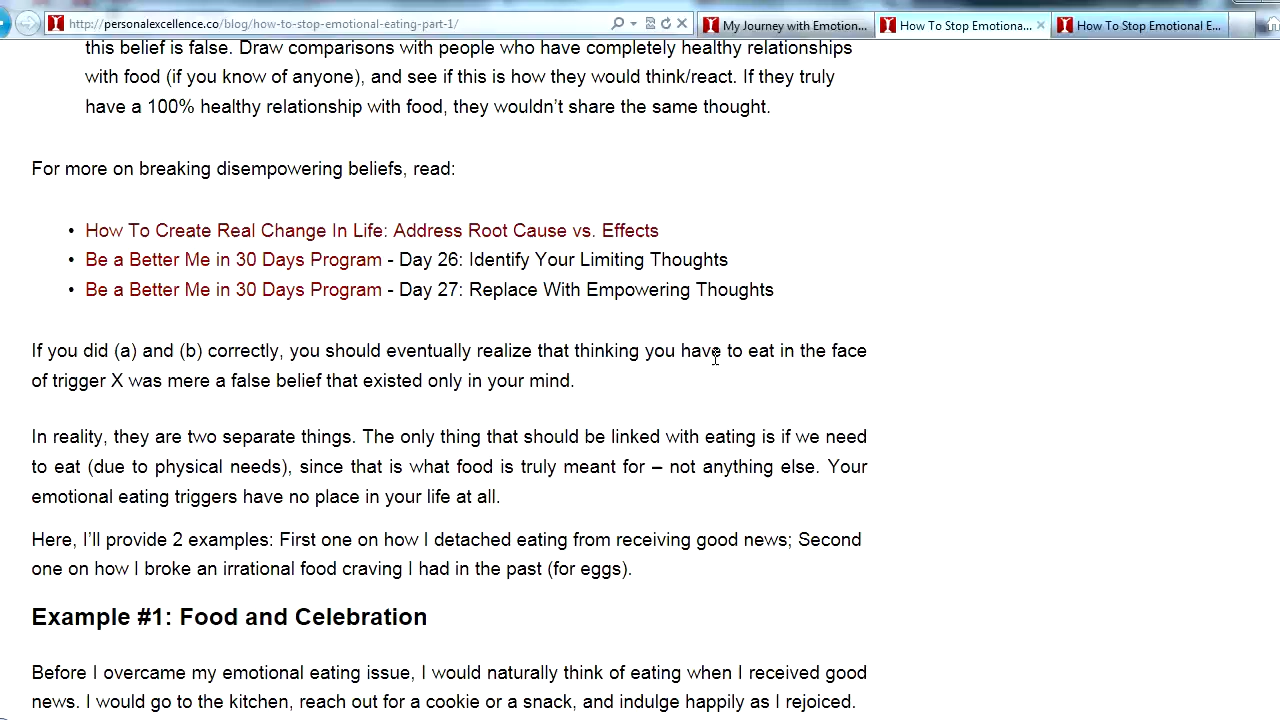 http://personalexcellence.co/blog/how-to-stop-emotional-eating-part-1/
My Journey with Emotion...
How To Stop Emotiona...
How To Stop Emotional E...
this belief is false. Draw comparisons with people who have completely healthy relationships
with food (if you know of anyone), and see if this is how they would think/react. If they truly
have a 100% healthy relationship with food, they wouldn’t share the same thought.
For more on breaking disempowering beliefs, read:
• How To Create Real Change In Life: Address Root Cause vs. Effects
• Be a Better Me in 30 Days Program - Day 26: Identify Your Limiting Thoughts
• Be a Better Me in 30 Days Program - Day 27: Replace With Empowering Thoughts
If you did (a) and (b) correctly, you should eventually realize that thinking you have to eat in the face
of trigger X was mere a false belief that existed only in your mind.
In reality, they are two separate things. The only thing that should be linked with eating is if we need
to eat (due to physical needs), since that is what food is truly meant for – not anything else. Your
emotional eating triggers have no place in your life at all.
Here, I’ll provide 2 examples: First one on how I detached eating from receiving good news; Second
one on how I broke an irrational food craving I had in the past (for eggs).
Example #1: Food and Celebration
Before I overcame my emotional eating issue, I would naturally think of eating when I received good
news. I would go to the kitchen, reach out for a cookie or a snack, and indulge happily as I rejoiced.